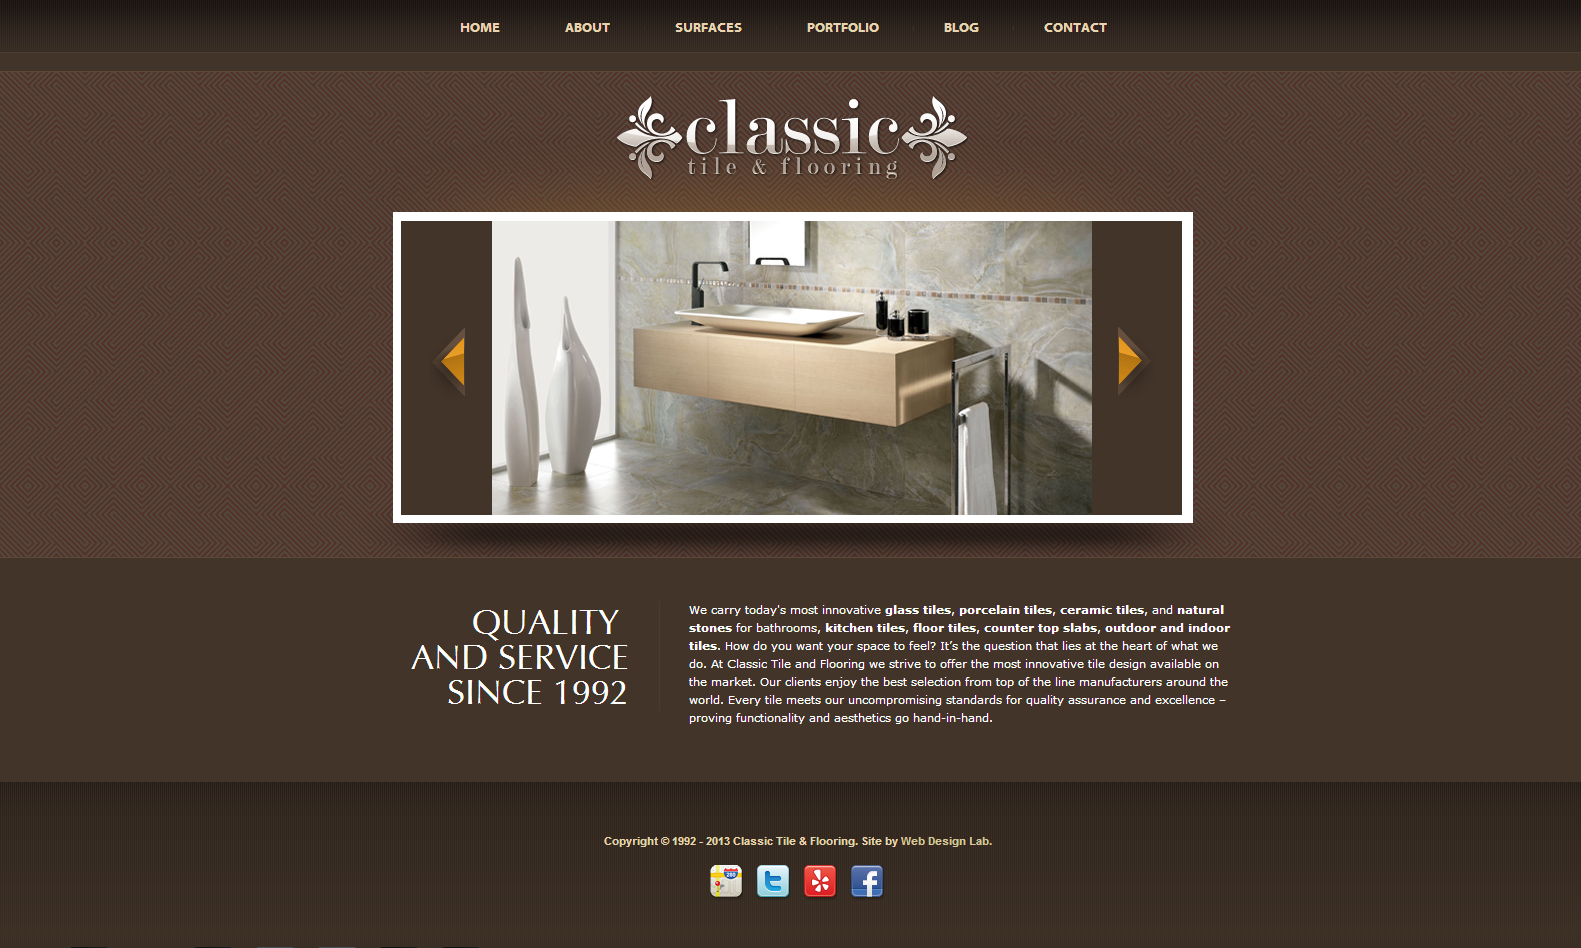 HOME ABOUT SURFACES PORTFOLIO BLOG CONTACT
classic
tile & flooring
QUALITY
AND SERVICE
SINCE 1992
We carry today's most innovative glass tiles, porcelain tiles, ceramic tiles, and natural
stones for bathrooms, kitchen tiles, floor tiles, counter top slabs, outdoor and indoor
tiles. How do you want your space to feel? It’s the question that lies at the heart of what we
do. At Classic Tile and Flooring we strive to offer the most innovative tile design available on
the market. Our clients enjoy the best selection from top of the line manufacturers around the
world. Every tile meets our uncompromising standards for quality assurance and excellence –
proving functionality and aesthetics go hand-in-hand.
Copyright © 1992 - 2013 Classic Tile & Flooring. Site by Web Design Lab.
280